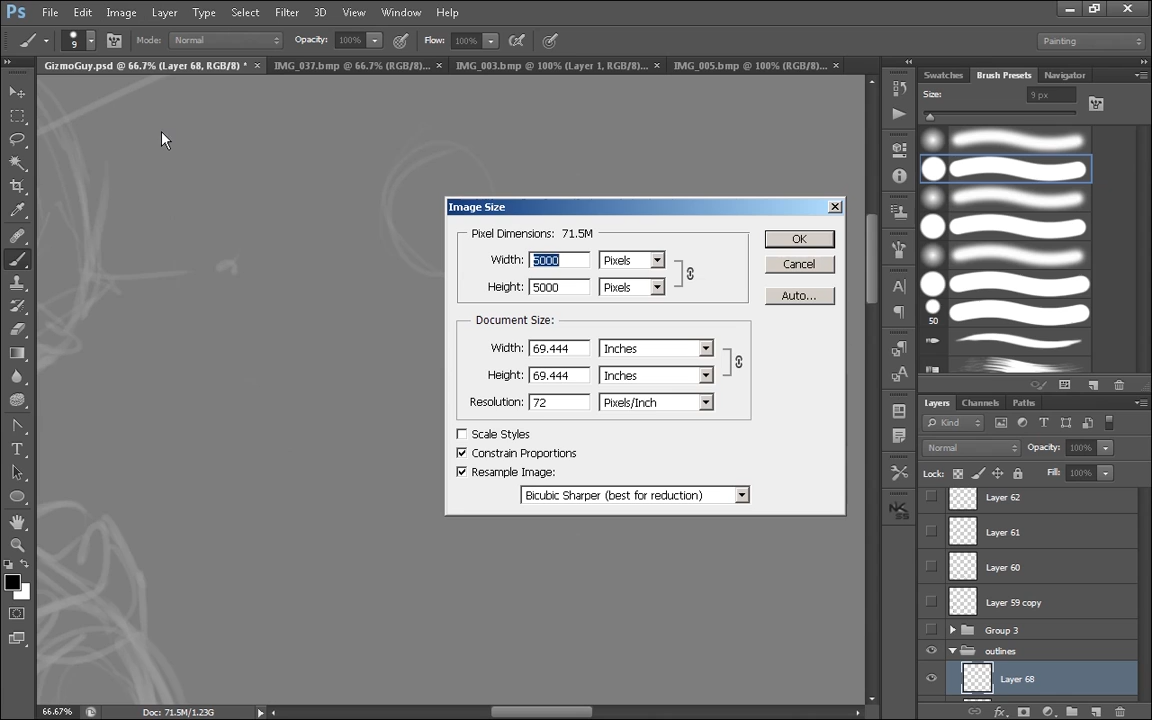 Ps File Edit Image Layer Type Select Filter 3D View Window Help
9 Mode: Normal Opacity: 100% Flow: 100% Painting
GizmoGuy.psd @ 66.7% (Layer 68, RGB/8) * × IMG_037.bmp @ 66.7% (RGB/8)... × IMG_003.bmp @ 100% (Layer 1, RGB/8)... × IMG_005.bmp @ 100% (RGB/8)... ×
Swatches Brush Presets Navigator
Size: 9 px
50
Image Size
Pixel Dimensions: 71.5M
Width: 5000 Pixels
Height: 5000 Pixels
OK
Cancel
Auto...
Document Size:
Width: 69.444 Inches
Height: 69.444 Inches
Resolution: 72 Pixels/Inch
Scale Styles
Constrain Proportions
Resample Image:
Bicubic Sharper (best for reduction)
Layers Channels Paths
Kind
Normal Opacity: 100%
Lock: Fill: 100%
Layer 62
Layer 61
Layer 60
Layer 59 copy
Group 3
outlines
Layer 68
66.67% Doc: 71.5M/1.23G